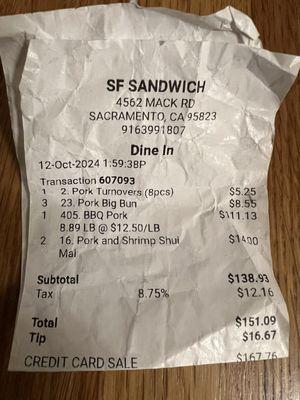 SF SANDWICH
4562 MACK RD
SACRAMENTO, CA 95823
9163991807
Dine In
12-Oct-2024 1:59:38P
Transaction 607093
1 2. Pork Turnovers (8pcs) $5.25
3 23. Pork Big Bun $8.55
1 405. BBQ Pork $111.13
8.89 LB @ $12.50/LB
2 16. Pork and Shrimp Shui $14.00
Mai
Subtotal $138.93
Tax 8.75% $12.16
Total $151.09
Tip $16.67
CREDIT CARD SALE $167.76